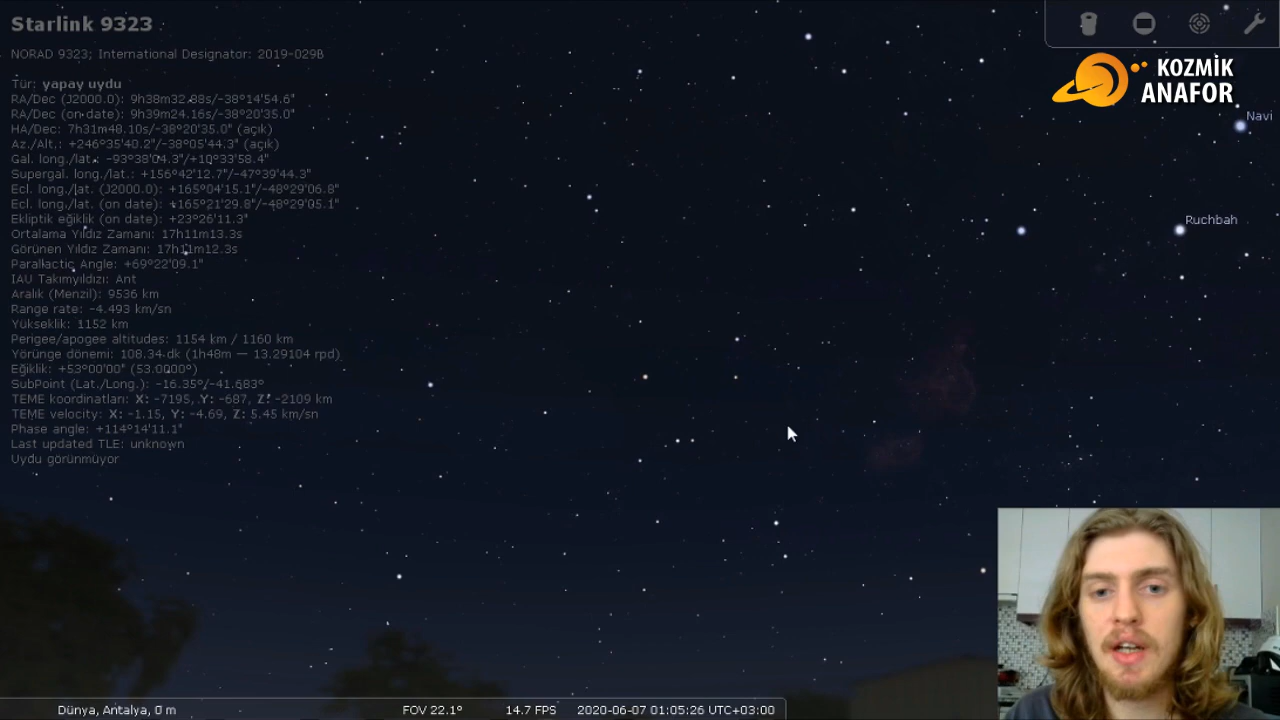 Starlink 9323
NORAD 9323; International Designator: 2019-029B
Tür: yapay uydu
RA/Dec (J2000.0): 9h38m32.88s/-38°14'54.6"
RA/Dec (on date): 9h39m24.16s/-38°20'35.0"
HA/Dec: 7h31m48.10s/-38°20'35.0" (açık)
Az./Alt.: +246°35'40.2"/-38°05'44.3" (açık)
Gal. long./lat.: -93°38'04.3"/+10°33'58.4"
Supergal. long./lat.: +156°42'12.7"/-47°39'44.3"
Ecl. long./lat. (J2000.0): +165°04'15.1"/-48°29'06.8"
Ecl. long./lat. (on date): +165°21'29.8"/-48°29'05.1"
Ekliptik eğiklik (on date): +23°26'11.3"
Ortalama Yıldız Zamanı: 17h11m13.3s
Görünen Yıldız Zamanı: 17h11m12.3s
Parallactic Angle: +69°22'09.1"
IAU Takımyıldızı: Ant
Aralık (Menzil): 9536 km
Range rate: -4.493 km/sn
Yükseklik: 1152 km
Perigee/apogee altitudes: 1154 km / 1160 km
Yörünge dönemi: 108.34 dk (1h48m — 13.29104 rpd)
Eğiklik: +53°00'00" (53.0000°)
SubPoint (Lat./Long.): -16.35°/-41.683°
TEME koordinatları: X: -7195, Y: -687, Z: -2109 km
TEME velocity: X: -1.15, Y: -4.69, Z: 5.45 km/sn
Phase angle: +114°14'11.1"
Last updated TLE: unknown
Uydu görünmüyor
KOZMİK
ANAFOR
Navi
Ruchbah
Dünya, Antalya, 0 m FOV 22.1° 14.7 FPS 2020-06-07 01:05:26 UTC+03:00